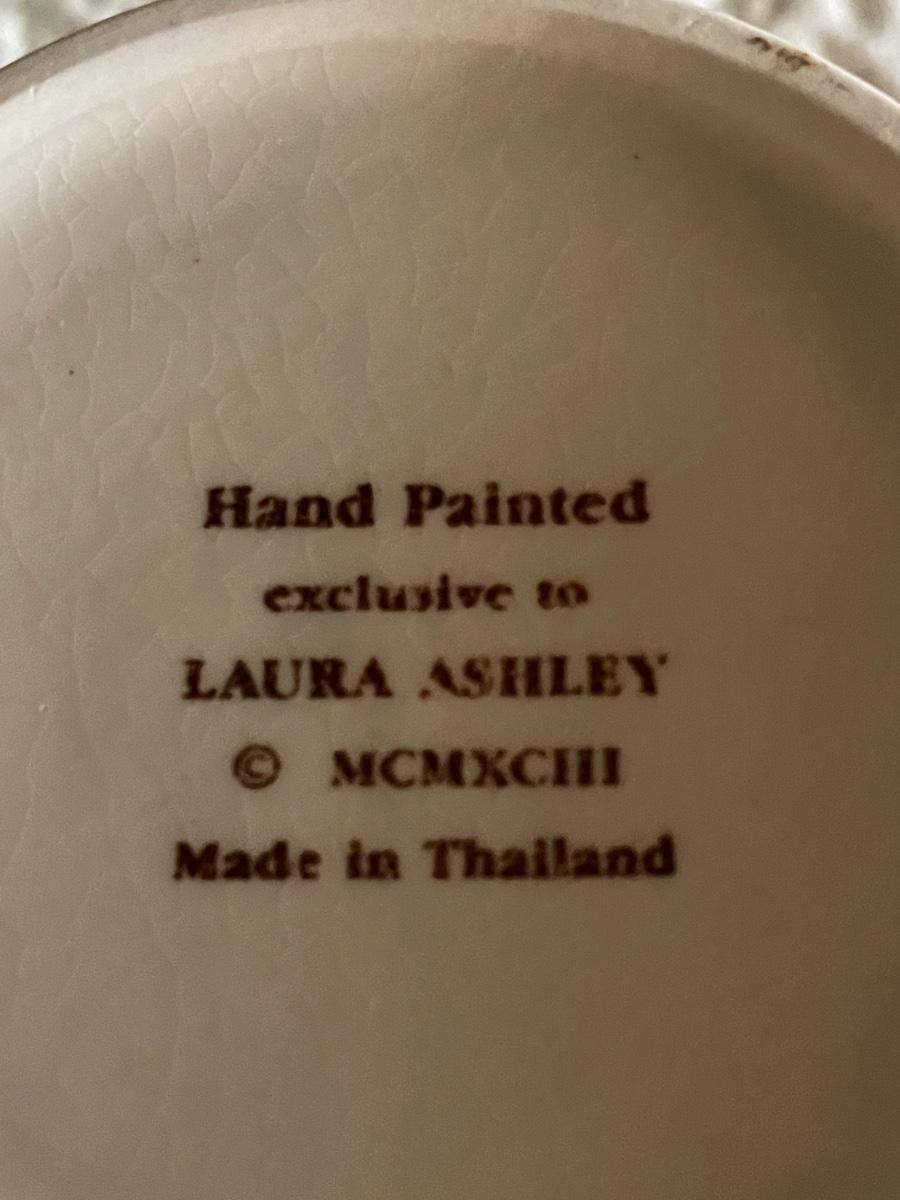 Hand Painted
exclusive to
LAURA ASHLEY
© MCMXCIII
Made in Thailand